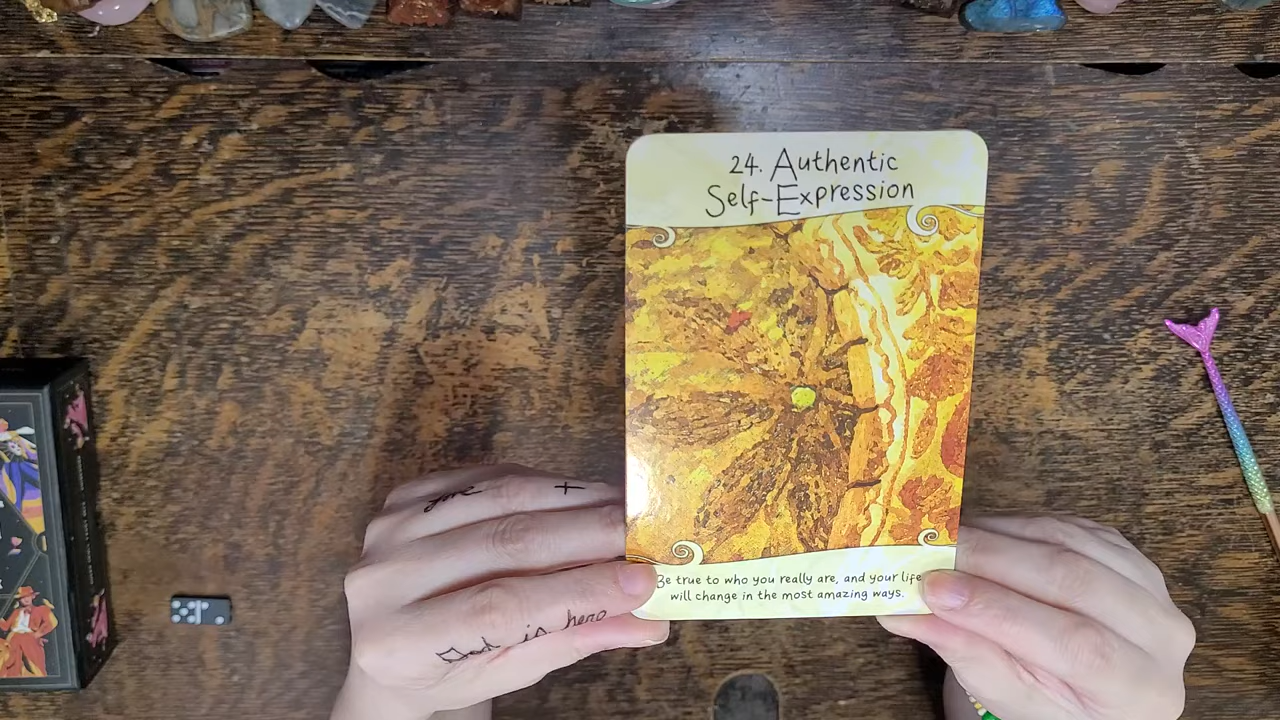 24. Authentic
Self-Expression
Be true to who you really are, and your life
will change in the most amazing ways.
Dad is hero